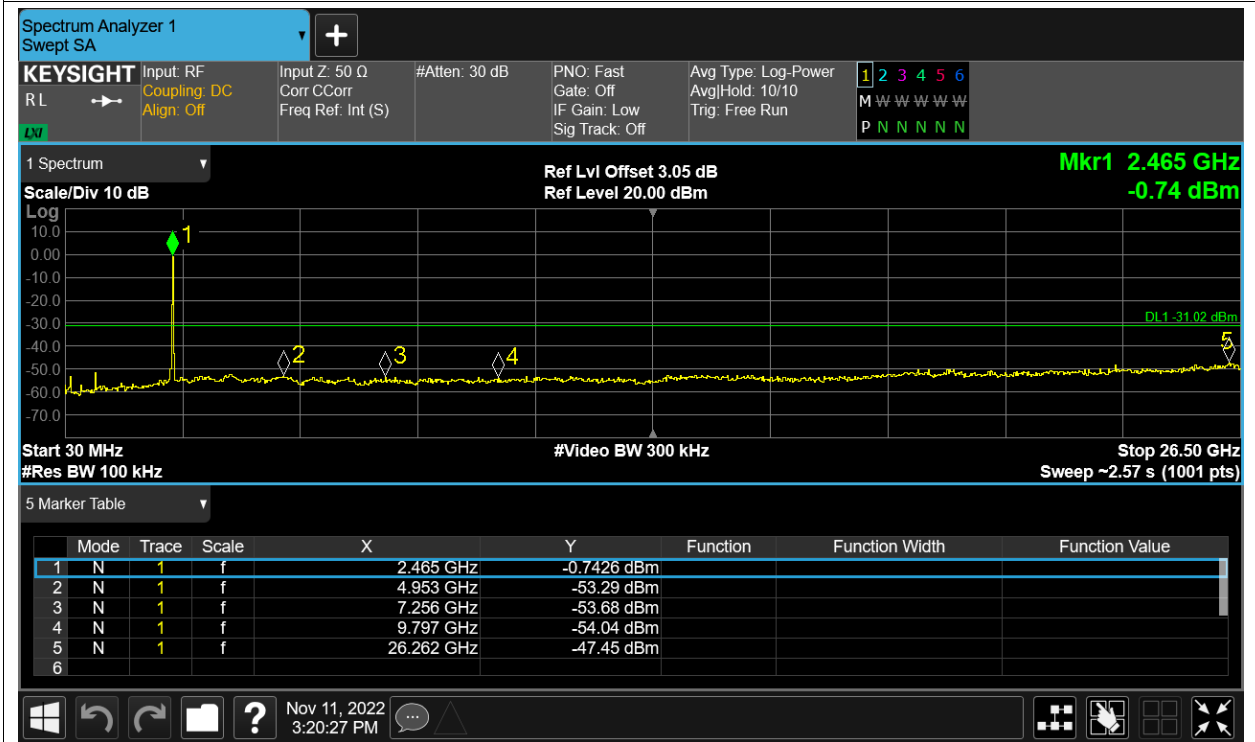 Spectrum Analyzer 1
Swept SA
+
KEYSIGHT
R L
LXI
Input: RF
Coupling: DC
Align: Off
Input Z: 50 Ω
Corr CCorr
Freq Ref: Int (S)
#Atten: 30 dB
PNO: Fast
Gate: Off
IF Gain: Low
Sig Track: Off
Avg Type: Log-Power
Avg|Hold: 10/10
Trig: Free Run
1 2 3 4 5 6
M W W W W W
P N N N N N
1 Spectrum
Scale/Div 10 dB
Ref Lvl Offset 3.05 dB
Ref Level 20.00 dBm
Mkr1 2.465 GHz
-0.74 dBm
Log
10.0
0.00
-10.0
-20.0
-30.0
-40.0
-50.0
-60.0
-70.0
1
2
3
4
5
DL1 -31.02 dBm
Start 30 MHz
#Res BW 100 kHz
#Video BW 300 kHz
Stop 26.50 GHz
Sweep ~2.57 s (1001 pts)
5 Marker Table
Mode Trace Scale X Y Function Function Width Function Value
1 N 1 f 2.465 GHz -0.7426 dBm
2 N 1 f 4.953 GHz -53.29 dBm
3 N 1 f 7.256 GHz -53.68 dBm
4 N 1 f 9.797 GHz -54.04 dBm
5 N 1 f 26.262 GHz -47.45 dBm
6
?
Nov 11, 2022
3:20:27 PM